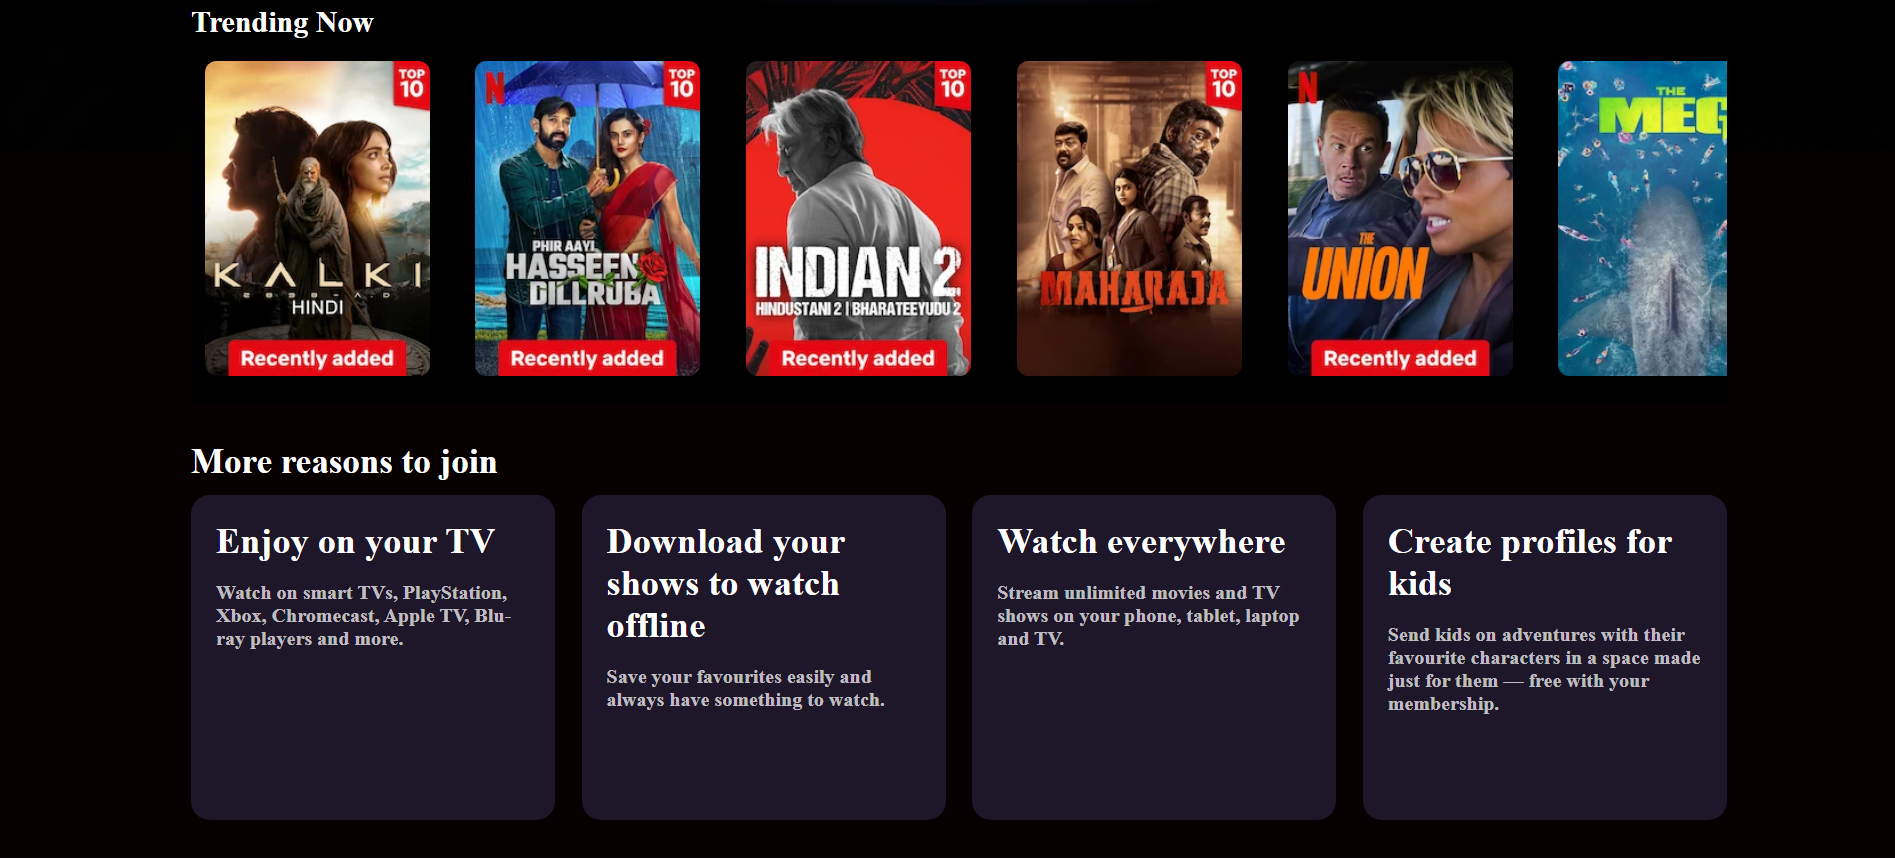 Trending Now
TOP
10
KALKI
2898-A.D
HINDI
Recently added
N
TOP
10
PHIR AAYI
HASSEEN
DILLRUBA
Recently added
TOP
10
INDIAN 2
HINDUSTANI 2 | BHARATEEYUDU 2
Recently added
TOP
10
MAHARAJA
N
THE
UNION
Recently added
THE
MEG
More reasons to join
Enjoy on your TV
Watch on smart TVs, PlayStation,
Xbox, Chromecast, Apple TV, Blu-
ray players and more.
Download your
shows to watch
offline
Save your favourites easily and
always have something to watch.
Watch everywhere
Stream unlimited movies and TV
shows on your phone, tablet, laptop
and TV.
Create profiles for
kids
Send kids on adventures with their
favourite characters in a space made
just for them — free with your
membership.